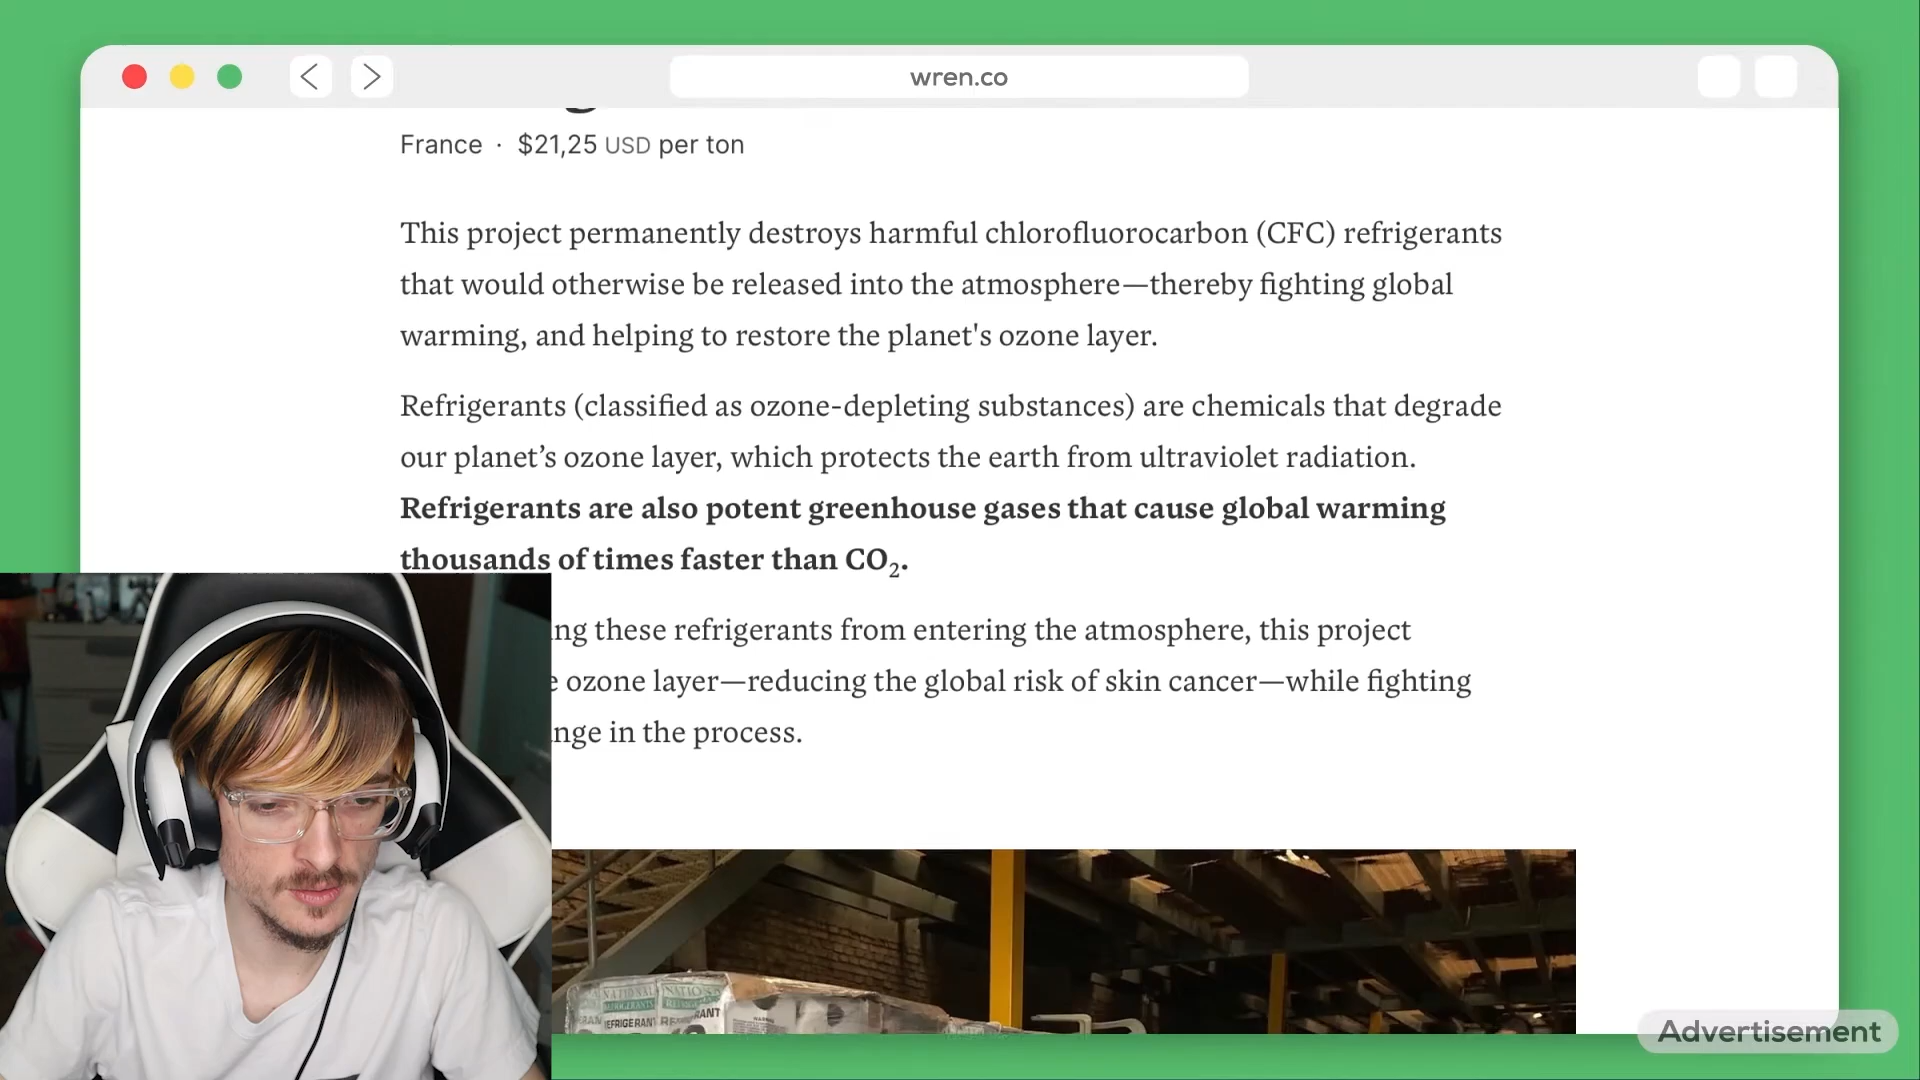 wren.co
France · $21,25 USD per ton
This project permanently destroys harmful chlorofluorocarbon (CFC) refrigerants
that would otherwise be released into the atmosphere—thereby fighting global
warming, and helping to restore the planet's ozone layer.
Refrigerants (classified as ozone-depleting substances) are chemicals that degrade
our planet’s ozone layer, which protects the earth from ultraviolet radiation.
Refrigerants are also potent greenhouse gases that cause global warming
thousands of times faster than CO₂.
these refrigerants from entering the atmosphere, this project
ozone layer—reducing the global risk of skin cancer—while fighting
in the process.
NATIONAL
REFRIGERANTS
Advertisement